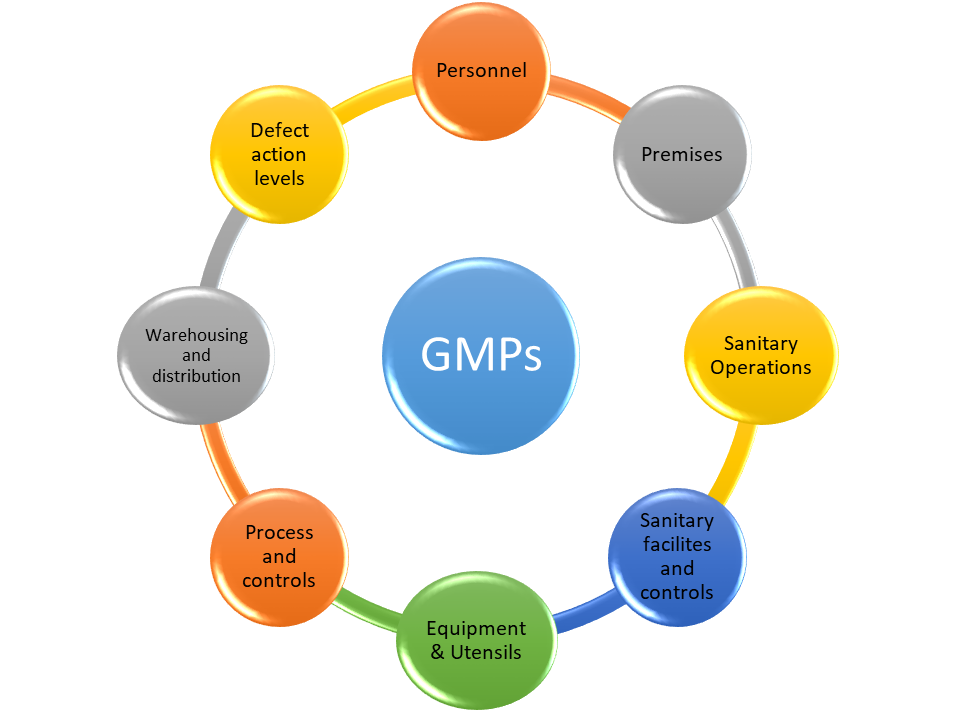 Personnel
Premises
Sanitary
Operations
Sanitary
facilites
and
controls
Equipment
& Utensils
Process
and
controls
Warehousing
and
distribution
Defect
action
levels
GMPs